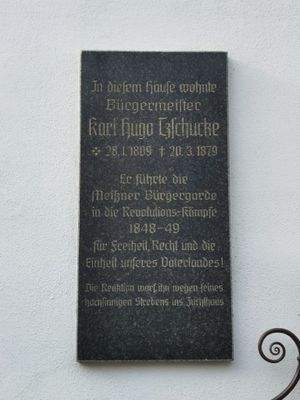 In diesem Hause wohnte
Bürgermeister
Karl Hugo Tzschucke
✣ 28.1.1809 † 20.3.1879
Er führte die
Meißner Bürgergarde
in die Revolutions-Kämpfe
1848-49
für Freiheit, Recht und die
Einheit unseres Vaterlandes!
Die Reaktion warf ihn wegen seines
hochsinnigen Strebens ins Zuchthaus